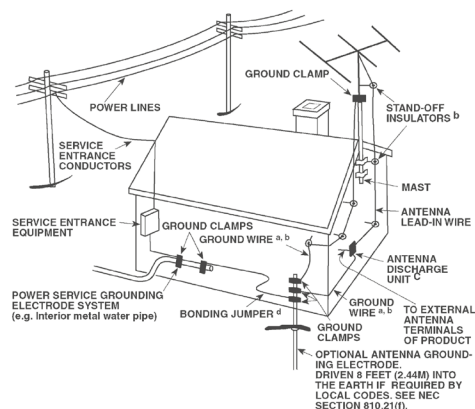 GROUND CLAMP
POWER LINES
STAND-OFF
INSULATORS b
SERVICE
ENTRANCE
CONDUCTORS
MAST
ANTENNA
LEAD-IN WIRE
SERVICE ENTRANCE
EQUIPMENT
GROUND CLAMPS
GROUND WIRE a, b
ANTENNA
DISCHARGE
UNIT C
POWER SERVICE GROUNDING
ELECTRODE SYSTEM
(e.g. Interior metal water pipe)
BONDING JUMPER d
GROUND
WIRE a, b
TO EXTERNAL
ANTENNA
TERMINALS
OF PRODUCT
GROUND
CLAMPS
OPTIONAL ANTENNA GROUND-
ING ELECTRODE.
DRIVEN 8 FEET (2.44M) INTO
THE EARTH IF REQUIRED BY
LOCAL CODES. SEE NEC
SECTION 810.21(f).